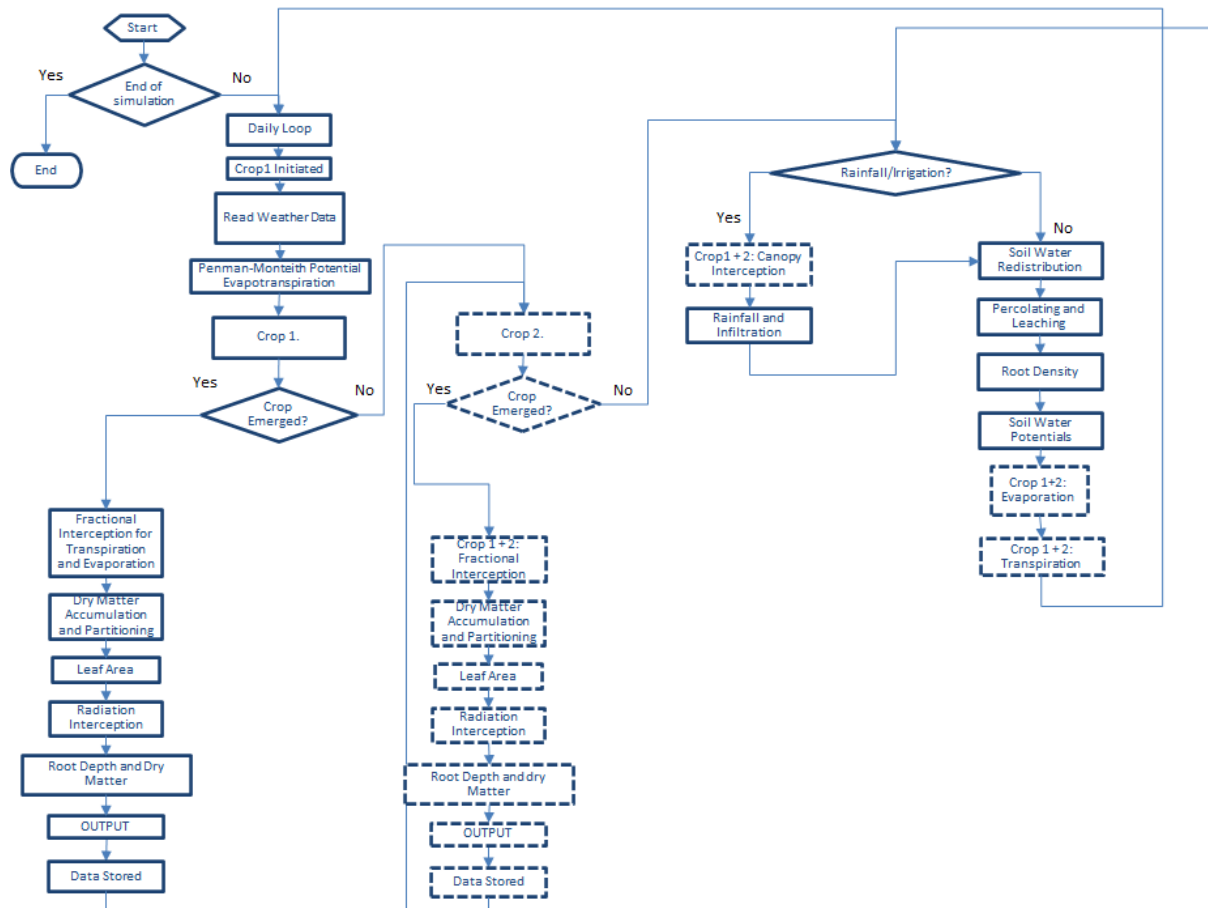 Start
Yes
End of
simulation
No
End
Daily Loop
Crop1 Initiated
Read Weather Data
Penman-Monteith Potential
Evapotranspiration
Crop 1.
Yes
Crop
Emerged?
No
Fractional
Interception for
Transpiration
and Evaporation
Dry Matter
Accumulation
and Partitioning
Leaf Area
Radiation
Interception
Root Depth and Dry
Matter
OUTPUT
Data Stored
Crop 2.
Yes
Crop
Emerged?
No
Crop 1 + 2:
Fractional
Interception
Dry Matter
Accumulation
and Partitioning
Leaf Area
Radiation
Interception
Root Depth and dry
Matter
OUTPUT
Data Stored
Rainfall/Irrigation?
Yes
No
Crop1 + 2: Canopy
Interception
Rainfall and
Infiltration
Soil Water
Redistribution
Percolating and
Leaching
Root Density
Soil Water
Potentials
Crop 1+2:
Evaporation
Crop 1 + 2:
Transpiration